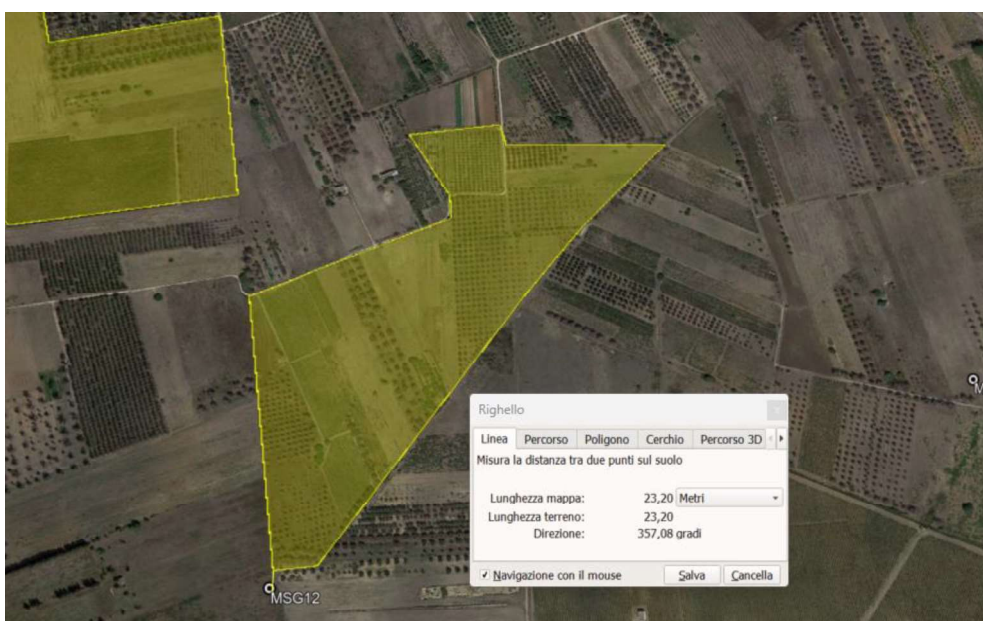 Righello
Linea Percorso Poligono Cerchio Percorso 3D
Misura la distanza tra due punti sul suolo
Lunghezza mappa: 23,20 Metri
Lunghezza terreno: 23,20
Direzione: 357,08 gradi
Navigazione con il mouse Salva Cancella
MSG12